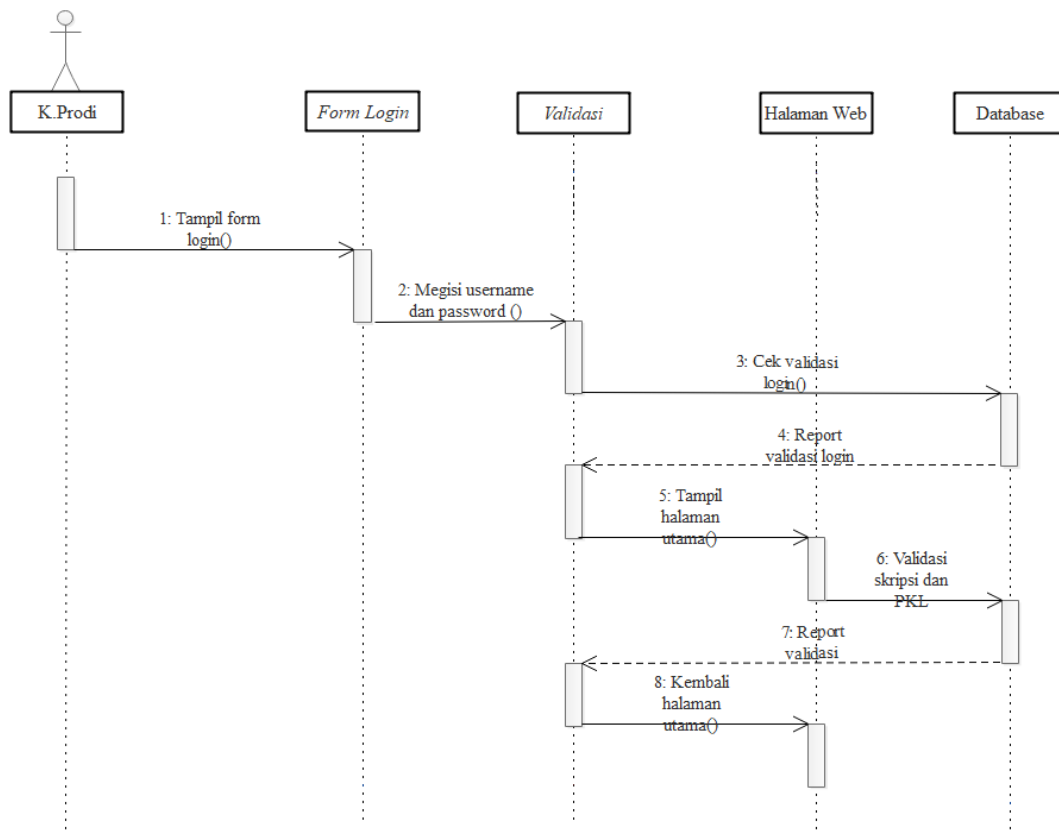 K.Prodi
Form Login
Validasi
Halaman Web
Database
1: Tampil form
login()
2: Megisi username
dan password ()
3: Cek validasi
login()
4: Report
validasi login
5: Tampil
halaman
utama()
6: Validasi
skripsi dan
PKL
7: Report
validasi
8: Kembali
halaman
utama()